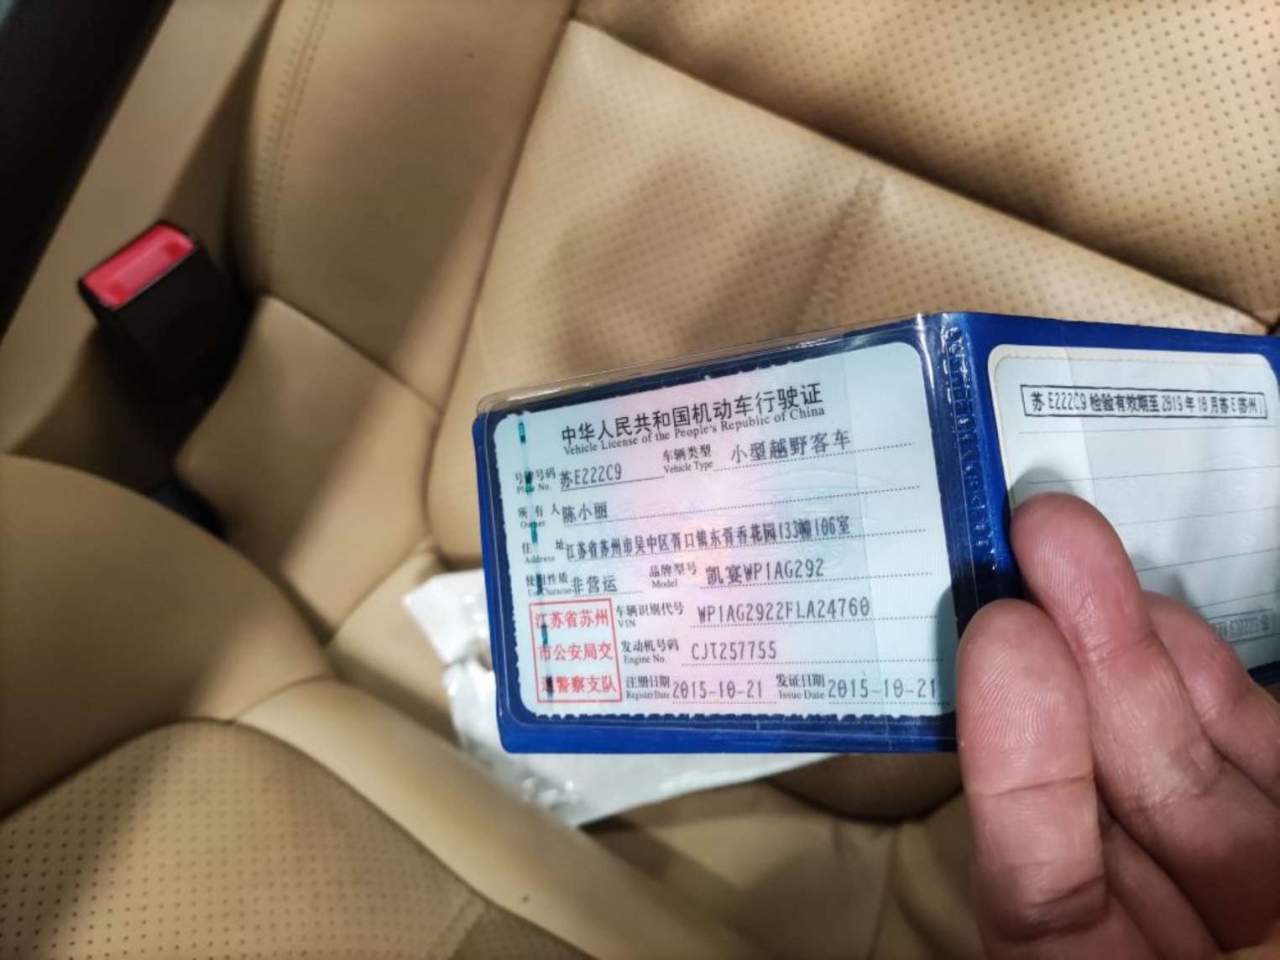 中华人民共和国机动车行驶证
Vehicle License of the People's Republic of China
号牌号码 苏E222C9 车辆类型 小型越野客车
Plate No. Vehicle Type
所有人 陈小丽
Owner
住址 江苏省苏州市吴中区胥口镇东胥香花园133幢106室
Address
使用性质 非营运 品牌型号 凯宴WP1AG292
Use Character Model
江苏省苏州
市公安局交
通警察支队
车辆识别代号 WP1AG2922FLA24760
VIN
发动机号码 CJT257755
Engine No.
注册日期 2015-10-21 发证日期 2015-10-21
Register Date Issue Date
苏E222C9 检验有效期至2019年10月苏E(苏州)